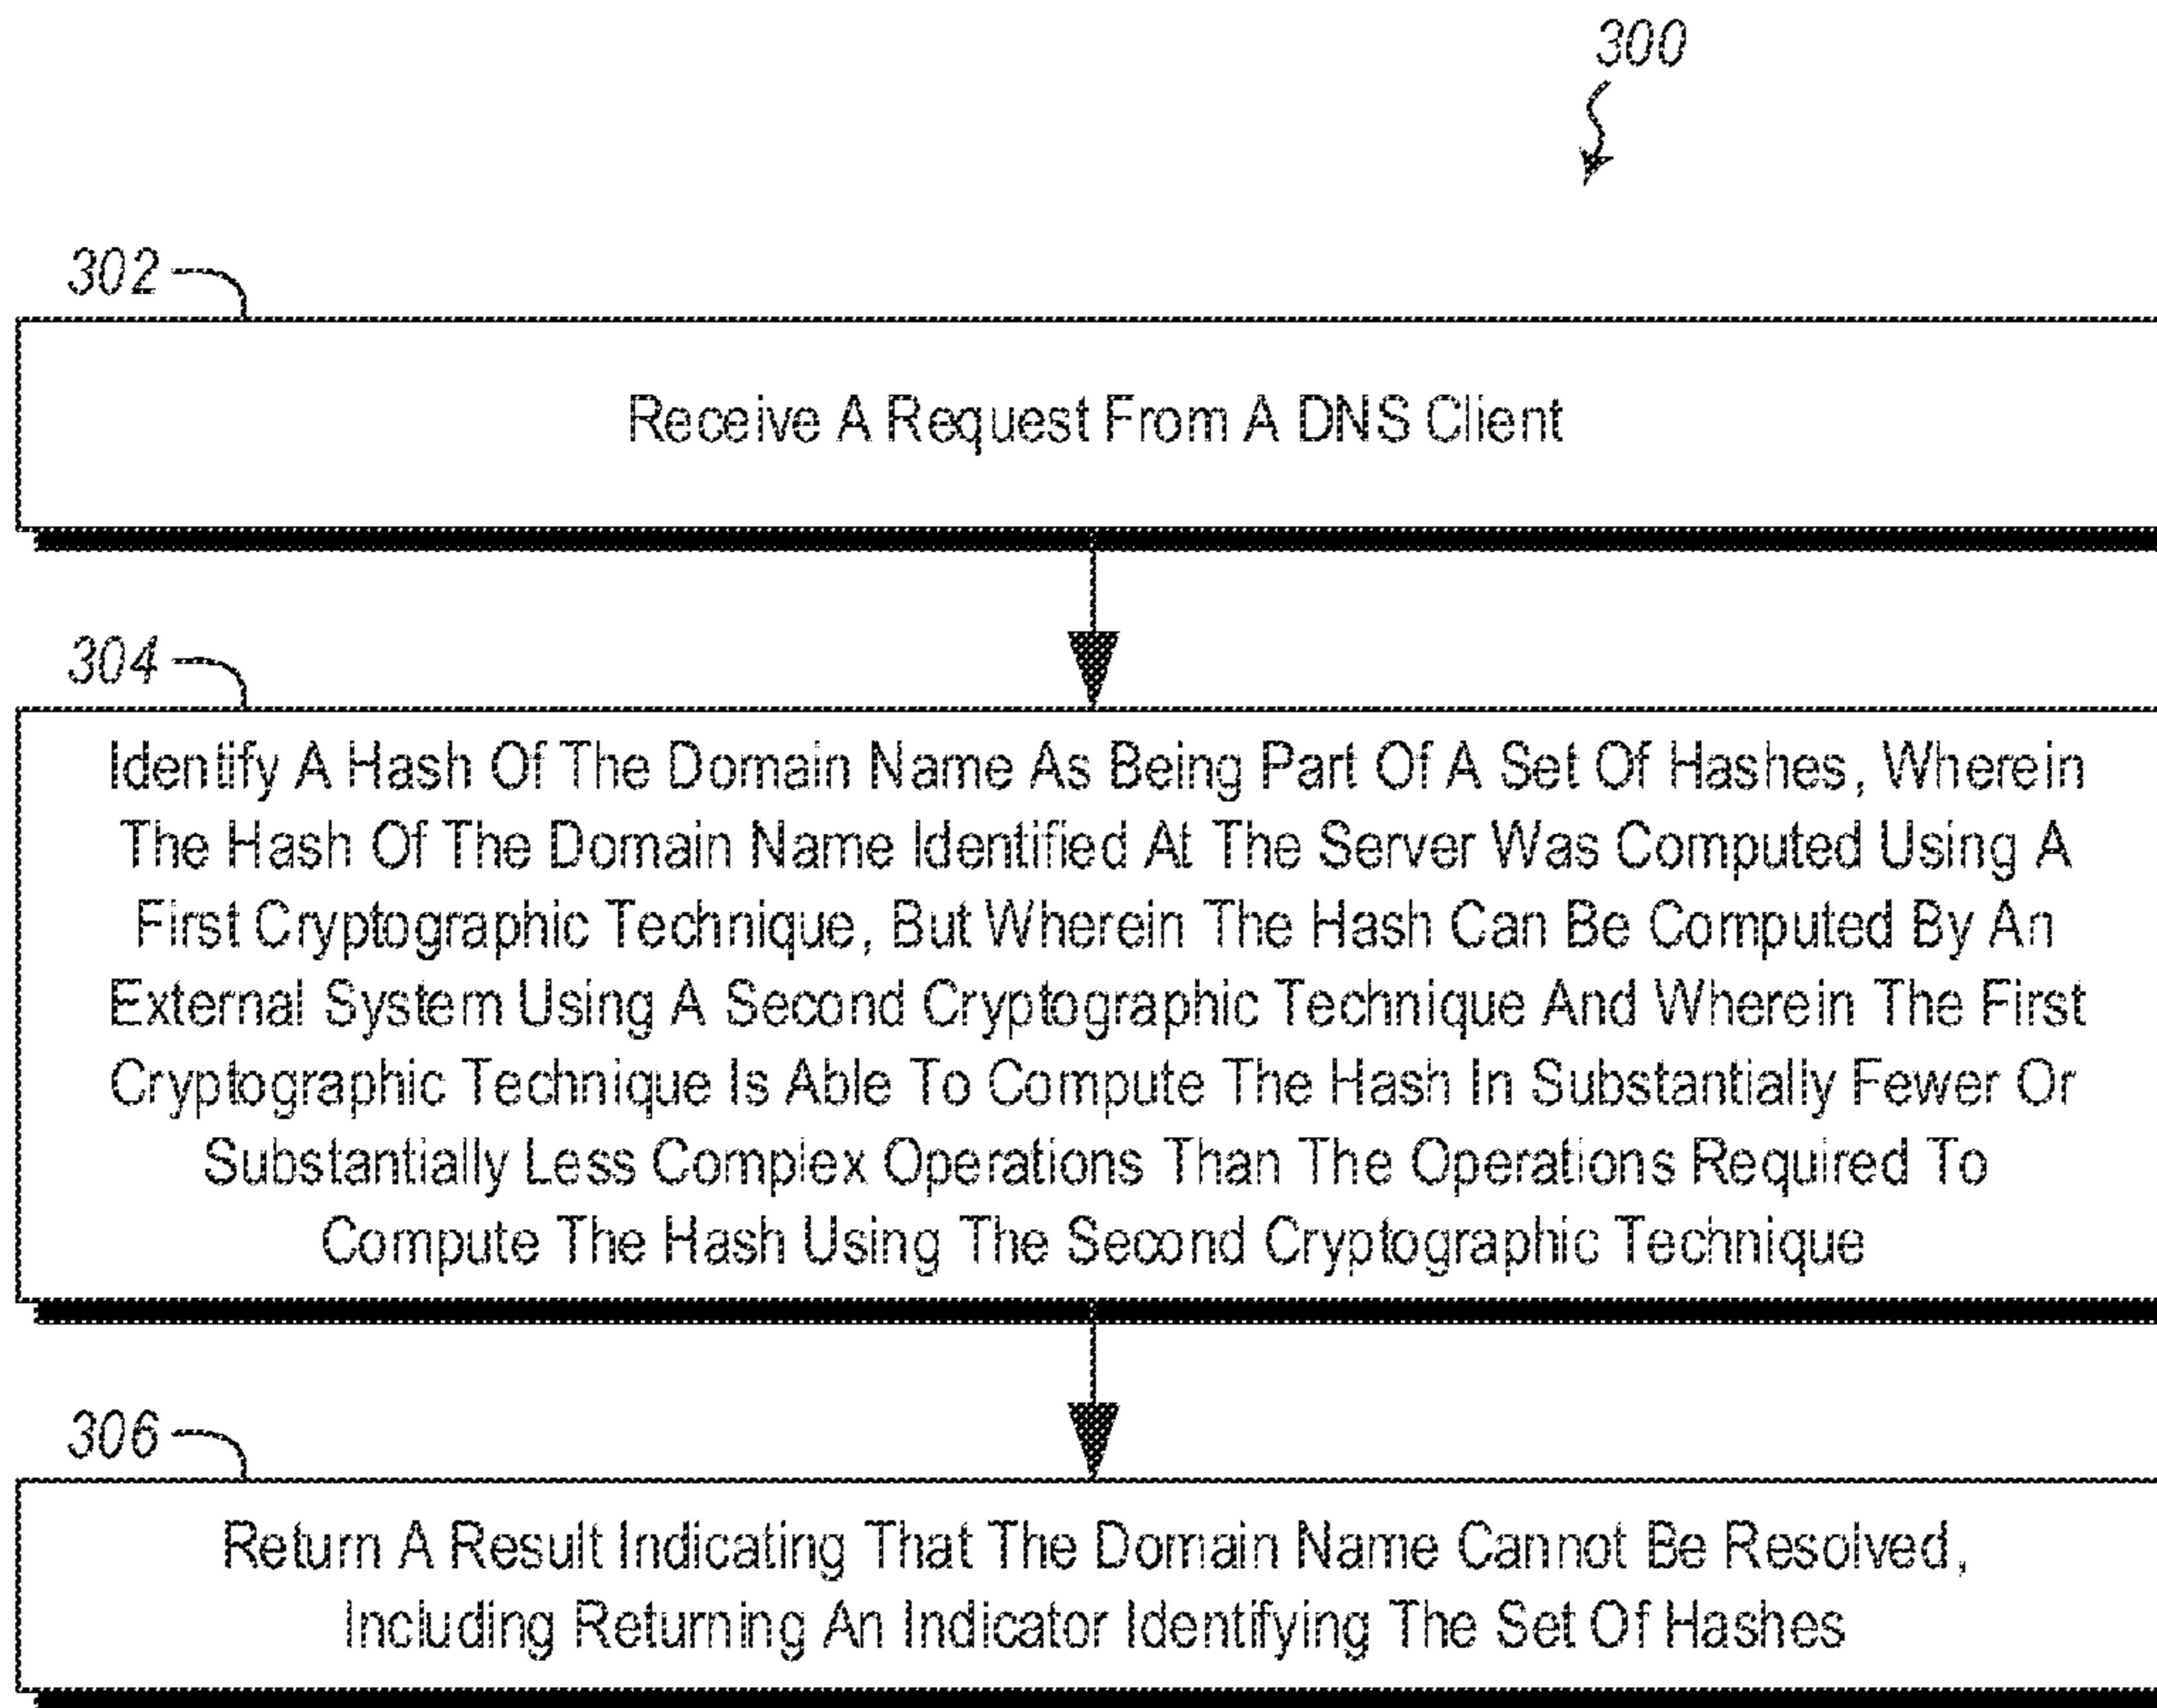 300
302
Receive A Request From A DNS Client
304
Identify A Hash Of The Domain Name As Being Part Of A Set Of Hashes, Wherein
The Hash Of The Domain Name Identified At The Server Was Computed Using A
First Cryptographic Technique, But Wherein The Hash Can Be Computed By An
External System Using A Second Cryptographic Technique And Wherein The First
Cryptographic Technique Is Able To Compute The Hash In Substantially Fewer Or
Substantially Less Complex Operations Than The Operations Required To
Compute The Hash Using The Second Cryptographic Technique
306
Return A Result Indicating That The Domain Name Cannot Be Resolved,
Including Returning An Indicator Identifying The Set Of Hashes